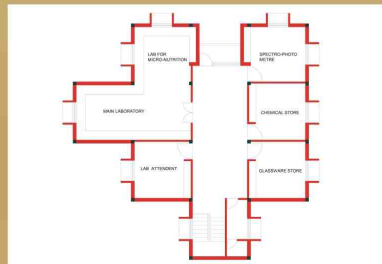 LAB FOR
MICRO-NUTRITION
SPECTRO-PHOTO
METRE
MAIN LABORATORY
CHEMICAL STORE
LAB ATTENDENT
GLASSWARE STORE